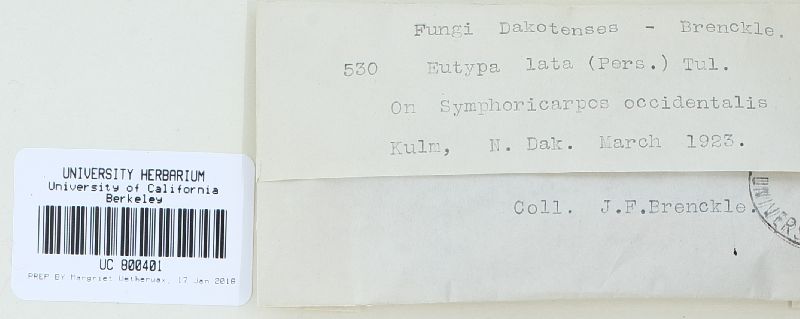 Fungi Dakotenses - Brenckle.
530 Eutypa lata (Pers.) Tul.
On Symphoricarpos occidentalis
Kulm, N. Dak. March 1923.
Coll. J.F.Brenckle.
UNIVERS
UNIVERSITY HERBARIUM
University of California
Berkeley
UC 800401
PREP BY Margriet Wetherwax, 17 Jan 2018